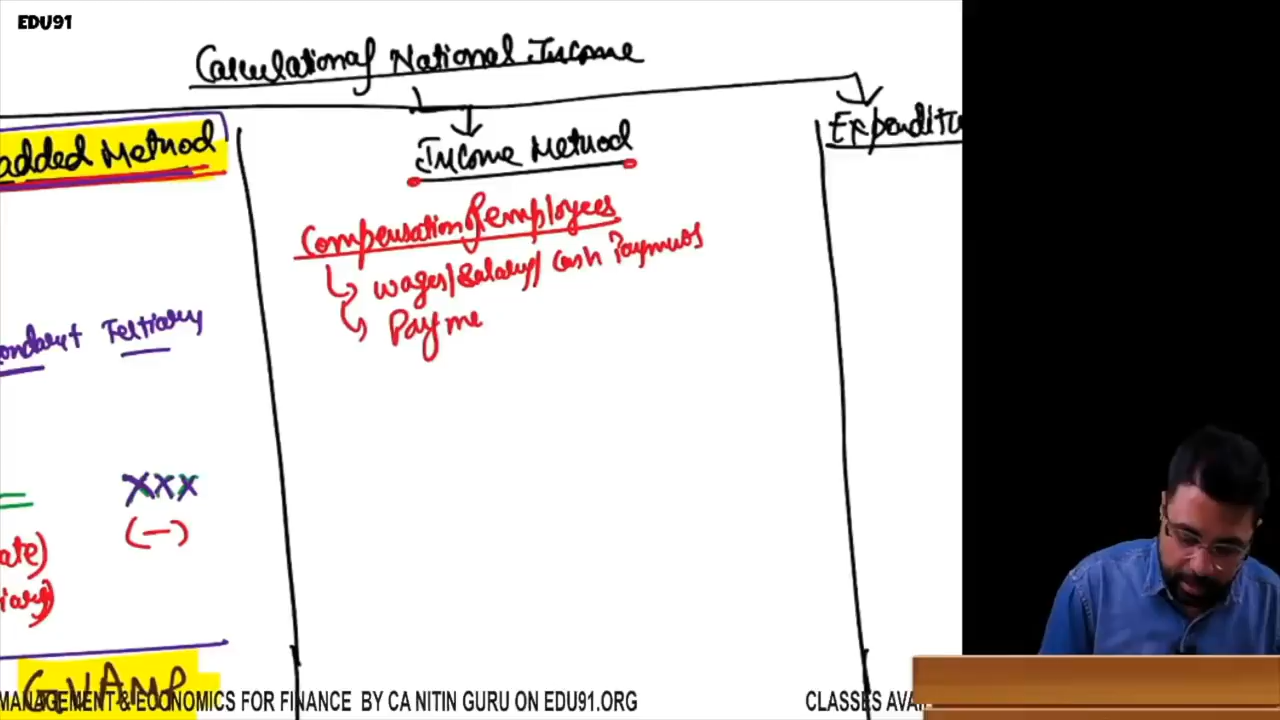 EDU91
Calculation of National Income
added Method
Income Method
Expenditu
Compensation of employees
wages/Salary/ Cash Payments
Payme
ondary + Tertiary
XXX
(-)
ate)
iary)
GVAMP
MANAGEMENT & ECONOMICS FOR FINANCE BY CA NITIN GURU ON EDU91.ORG
CLASSES AVAI